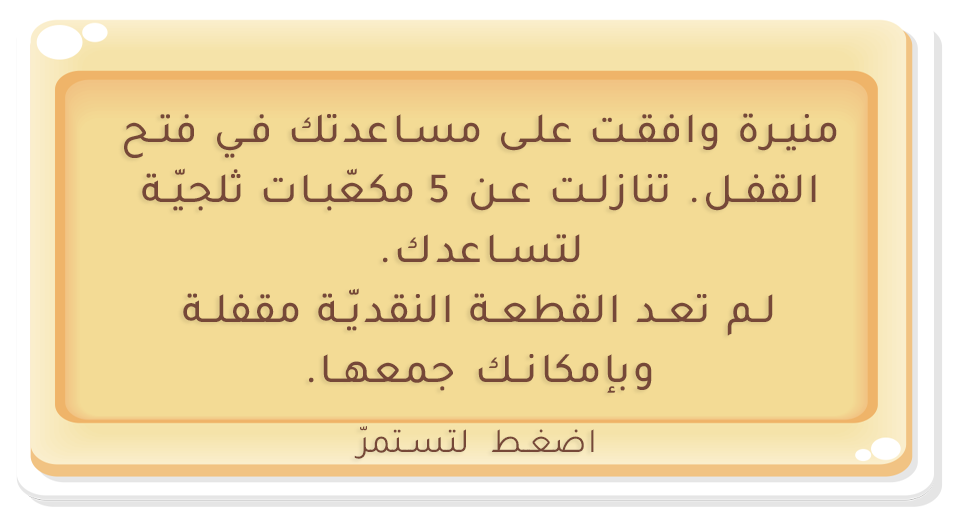 منيرة وافقت على مساعدتك في فتح
القفل. تنازلت عن 5 مكعّبات ثلجيّة
لتساعدك.
لم تعد القطعة النقديّة مقفلة
وبإمكانك جمعها.
اضغط لتستمرّ